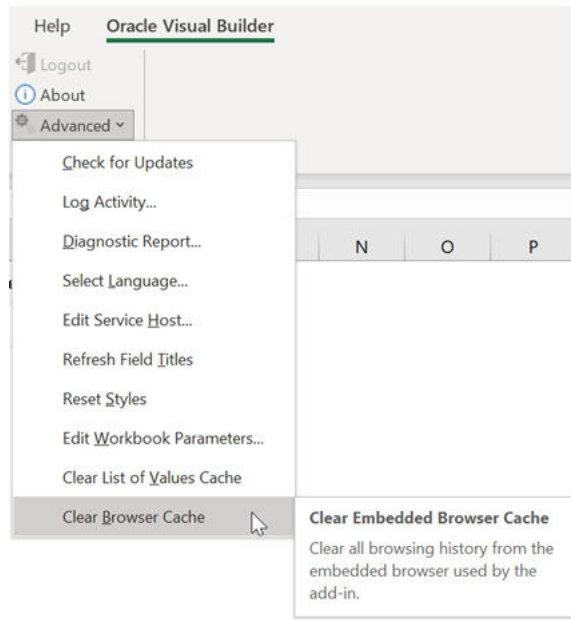 Help Oracle Visual Builder
Logout
About
Advanced
Check for Updates
Log Activity...
Diagnostic Report...
N O P
Select Language...
Edit Service Host...
Refresh Field Titles
Reset Styles
Edit Workbook Parameters...
Clear List of Values Cache
Clear Browser Cache
Clear Embedded Browser Cache
Clear all browsing history from the
embedded browser used by the
add-in.